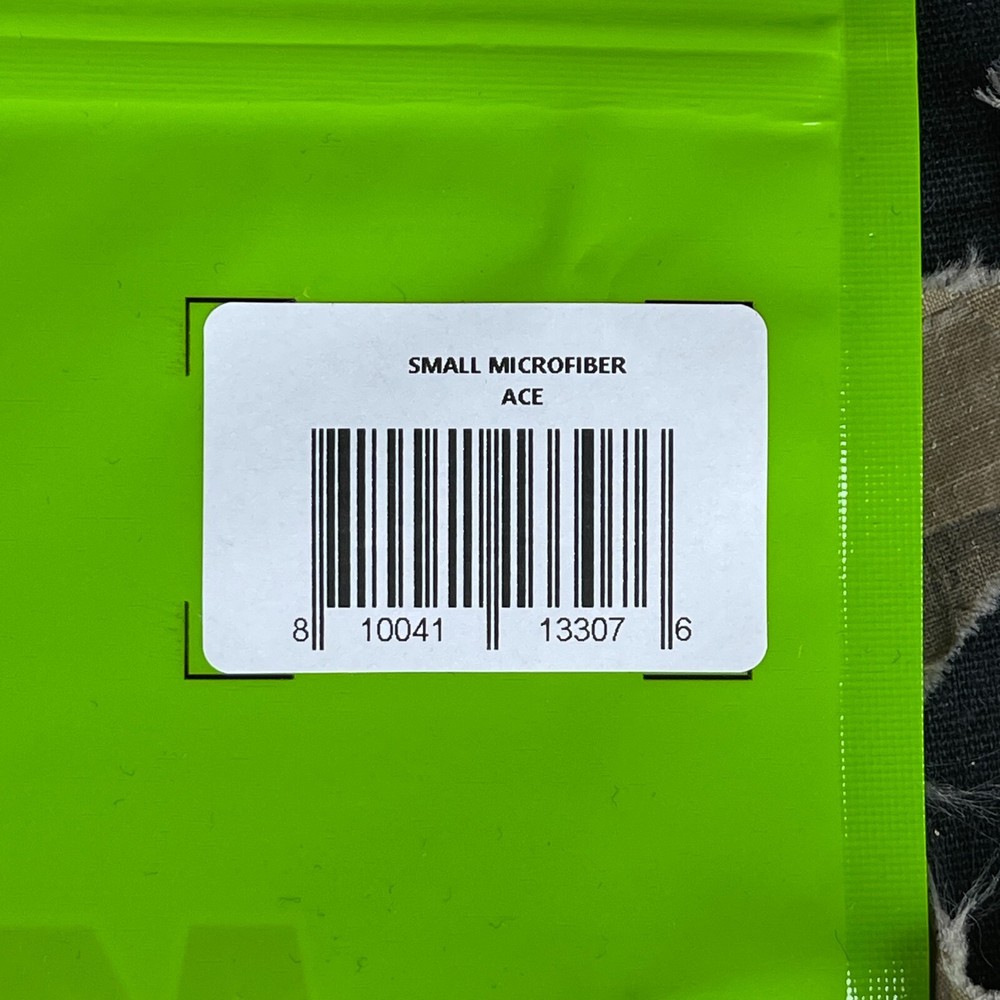 SMALL MICROFIBER
ACE
8 10041 13307 6